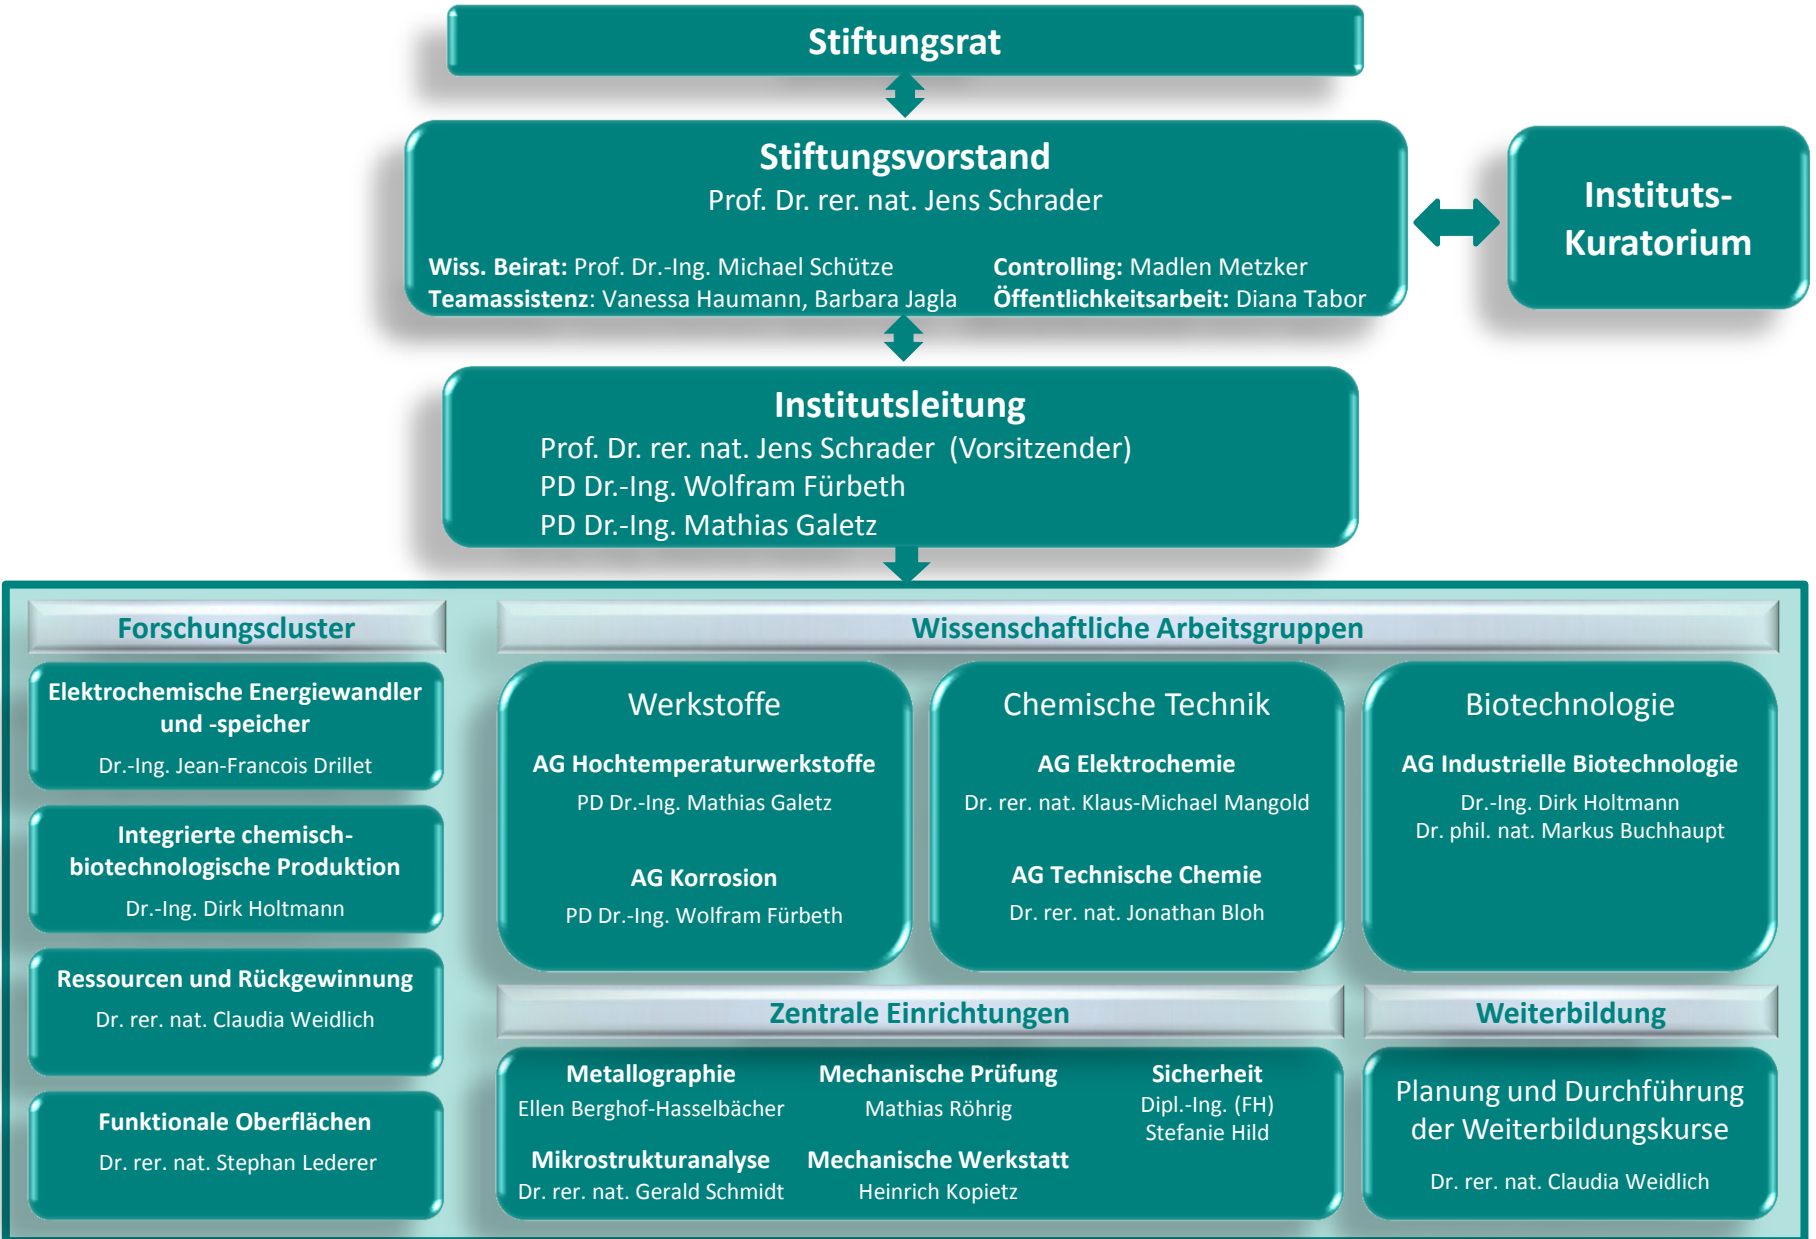 Stiftungsrat
Stiftungsvorstand
Prof. Dr. rer. nat. Jens Schrader
Wiss. Beirat: Prof. Dr.-Ing. Michael Schütze
Teamassistenz: Vanessa Haumann, Barbara Jagla
Controlling: Madlen Metzker
Öffentlichkeitsarbeit: Diana Tabor
Instituts-
Kuratorium
Institutsleitung
Prof. Dr. rer. nat. Jens Schrader (Vorsitzender)
PD Dr.-Ing. Wolfram Fürbeth
PD Dr.-Ing. Mathias Galetz
Forschungscluster
Elektrochemische Energiewandler
und -speicher
Dr.-Ing. Jean-Francois Drillet
Integrierte chemisch-
biotechnologische Produktion
Dr.-Ing. Dirk Holtmann
Ressourcen und Rückgewinnung
Dr. rer. nat. Claudia Weidlich
Funktionale Oberflächen
Dr. rer. nat. Stephan Lederer
Wissenschaftliche Arbeitsgruppen
Werkstoffe
AG Hochtemperaturwerkstoffe
PD Dr.-Ing. Mathias Galetz
AG Korrosion
PD Dr.-Ing. Wolfram Fürbeth
Chemische Technik
AG Elektrochemie
Dr. rer. nat. Klaus-Michael Mangold
AG Technische Chemie
Dr. rer. nat. Jonathan Bloh
Biotechnologie
AG Industrielle Biotechnologie
Dr.-Ing. Dirk Holtmann
Dr. phil. nat. Markus Buchhaupt
Zentrale Einrichtungen
Metallographie
Ellen Berghof-Hasselbächer
Mikrostrukturanalyse
Dr. rer. nat. Gerald Schmidt
Mechanische Prüfung
Mathias Röhrig
Mechanische Werkstatt
Heinrich Kopietz
Sicherheit
Dipl.-Ing. (FH)
Stefanie Hild
Weiterbildung
Planung und Durchführung
der Weiterbildungskurse
Dr. rer. nat. Claudia Weidlich